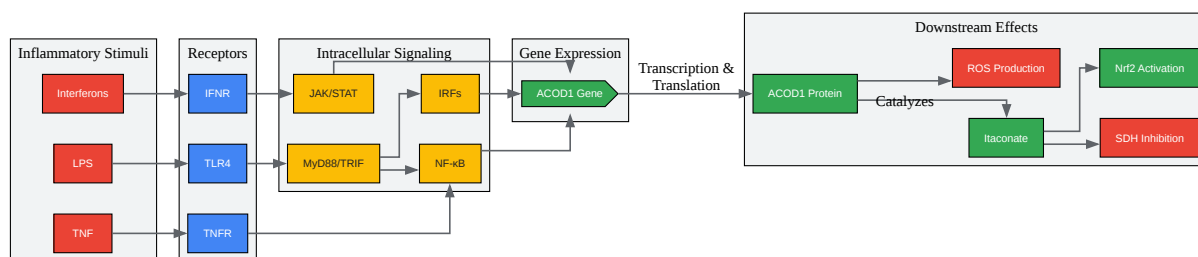 Inflammatory Stimuli
Interferons
LPS
TNF
Receptors
IFNR
TLR4
TNFR
Intracellular Signaling
JAK/STAT
IRFs
MyD88/TRIF
NF-κB
Gene Expression
ACOD1 Gene
Transcription &
Translation
Downstream Effects
ACOD1 Protein
Catalyzes
ROS Production
Itaconate
Nrf2 Activation
SDH Inhibition